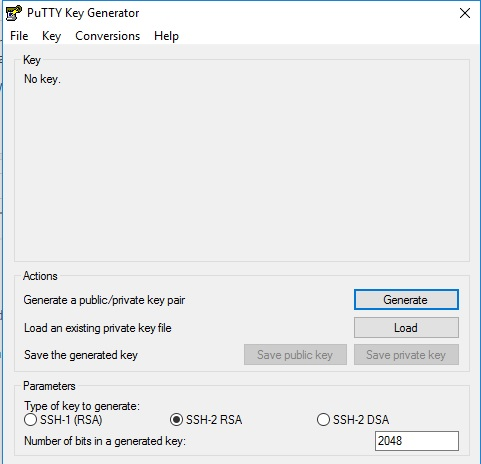 PuTTY Key Generator
File Key Conversions Help
Key
No key.
Actions
Generate a public/private key pair Generate
Load an existing private key file Load
Save the generated key Save public key Save private key
Parameters
Type of key to generate:
SSH-1 (RSA) SSH-2 RSA SSH-2 DSA
Number of bits in a generated key: 2048